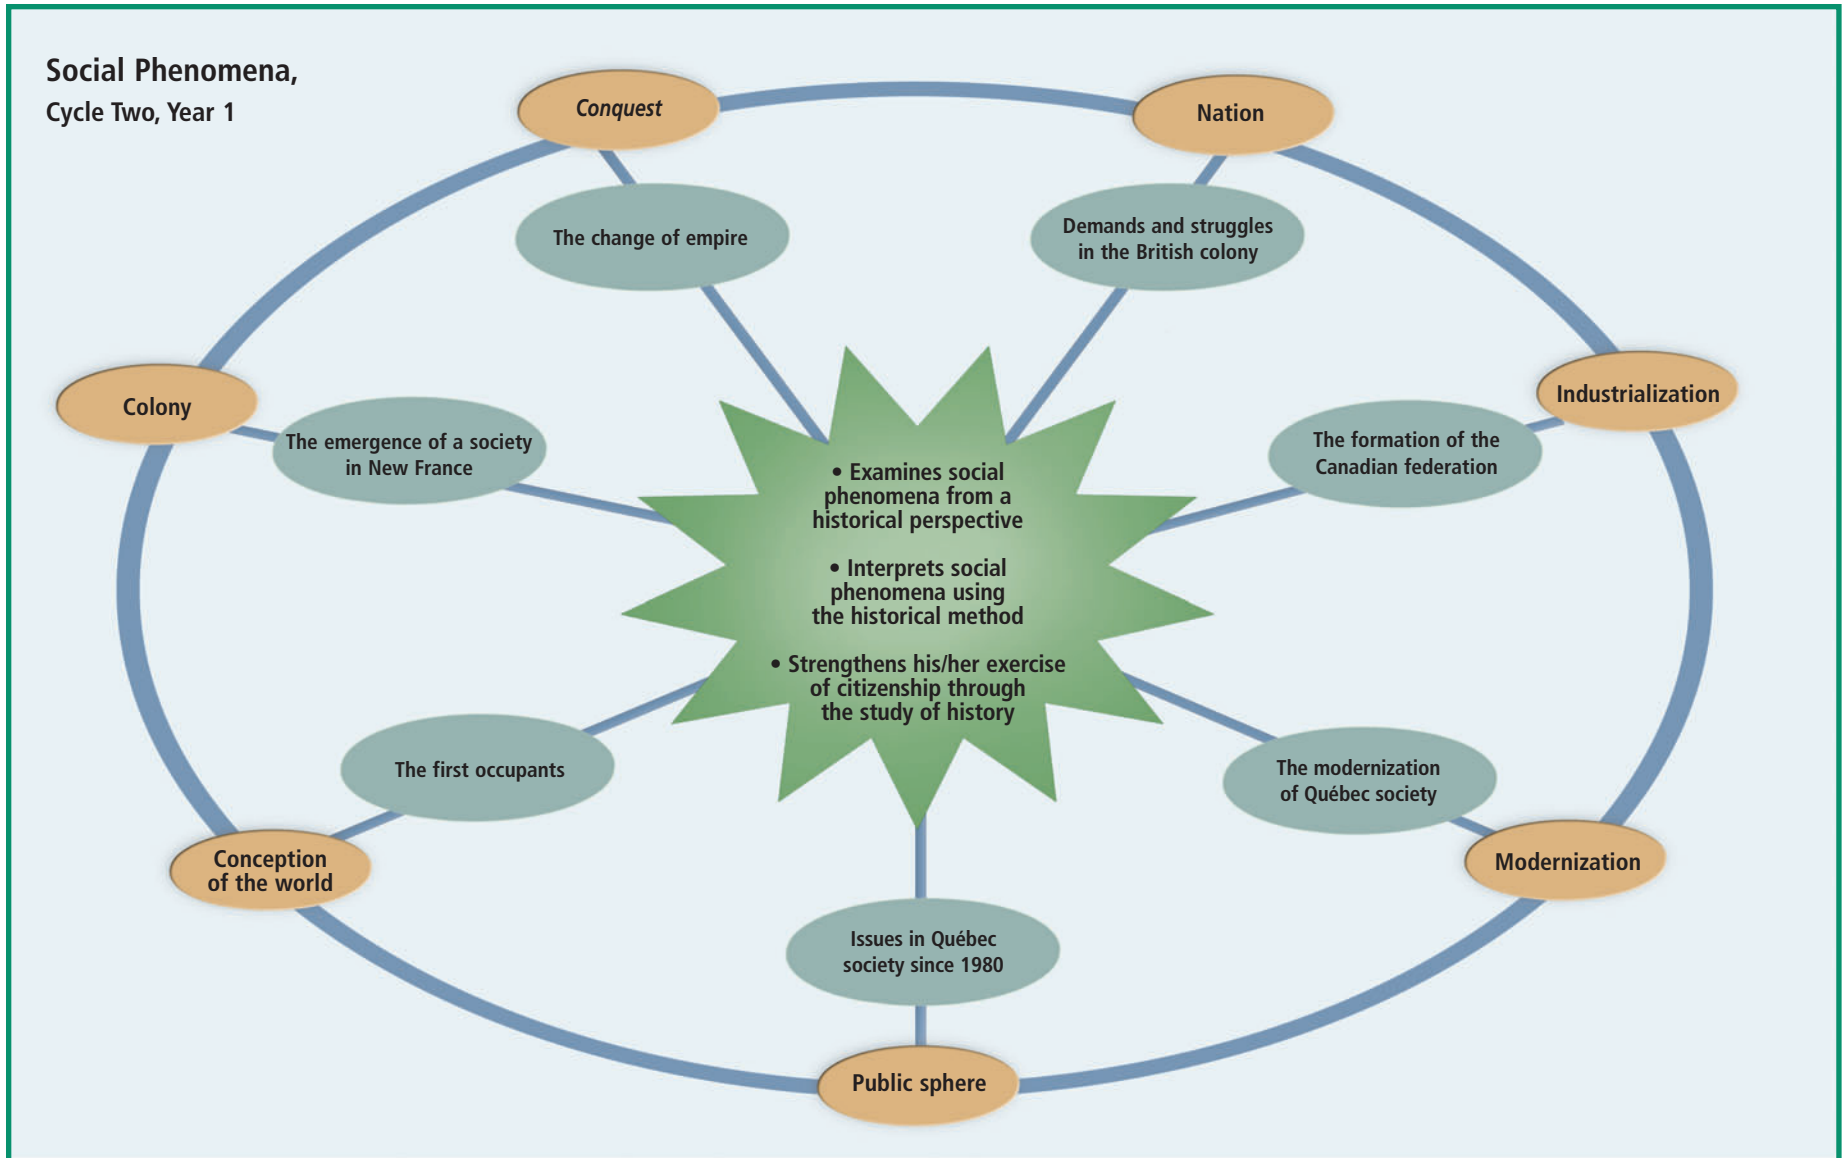 Social Phenomena,
Cycle Two, Year 1
Conquest
Nation
The change of empire
Demands and struggles
in the British colony
Colony
Industrialization
The emergence of a society
in New France
The formation of the
Canadian federation
• Examines social
phenomena from a
historical perspective
• Interprets social
phenomena using
the historical method
• Strengthens his/her exercise
of citizenship through
the study of history
The first occupants
The modernization
of Québec society
Conception
of the world
Modernization
Issues in Québec
society since 1980
Public sphere